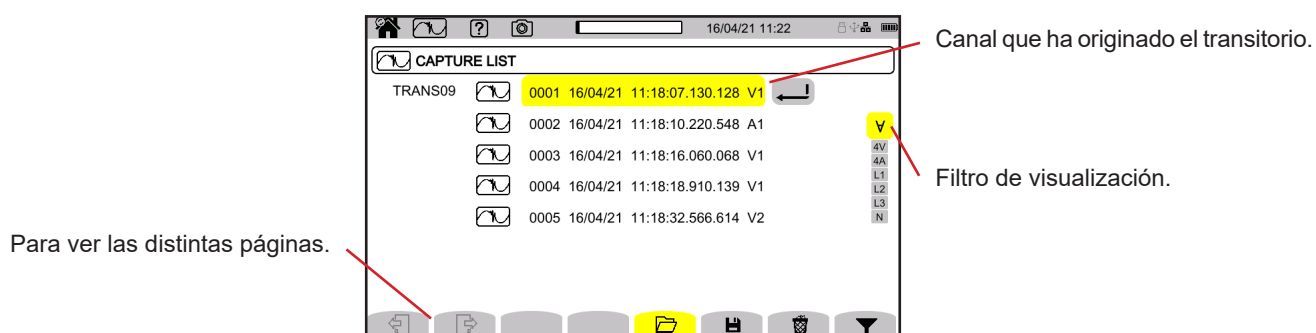 16/04/21 11:22
Canal que ha originado el transitorio.
CAPTURE LIST
TRANS09 0001 16/04/21 11:18:07.130.128 V1
0002 16/04/21 11:18:10.220.548 A1
∀
0003 16/04/21 11:18:16.060.068 V1
4V
4A
L1
Filtro de visualización.
0004 16/04/21 11:18:18.910.139 V1
L2
L3
0005 16/04/21 11:18:32.566.614 V2
N
Para ver las distintas páginas.